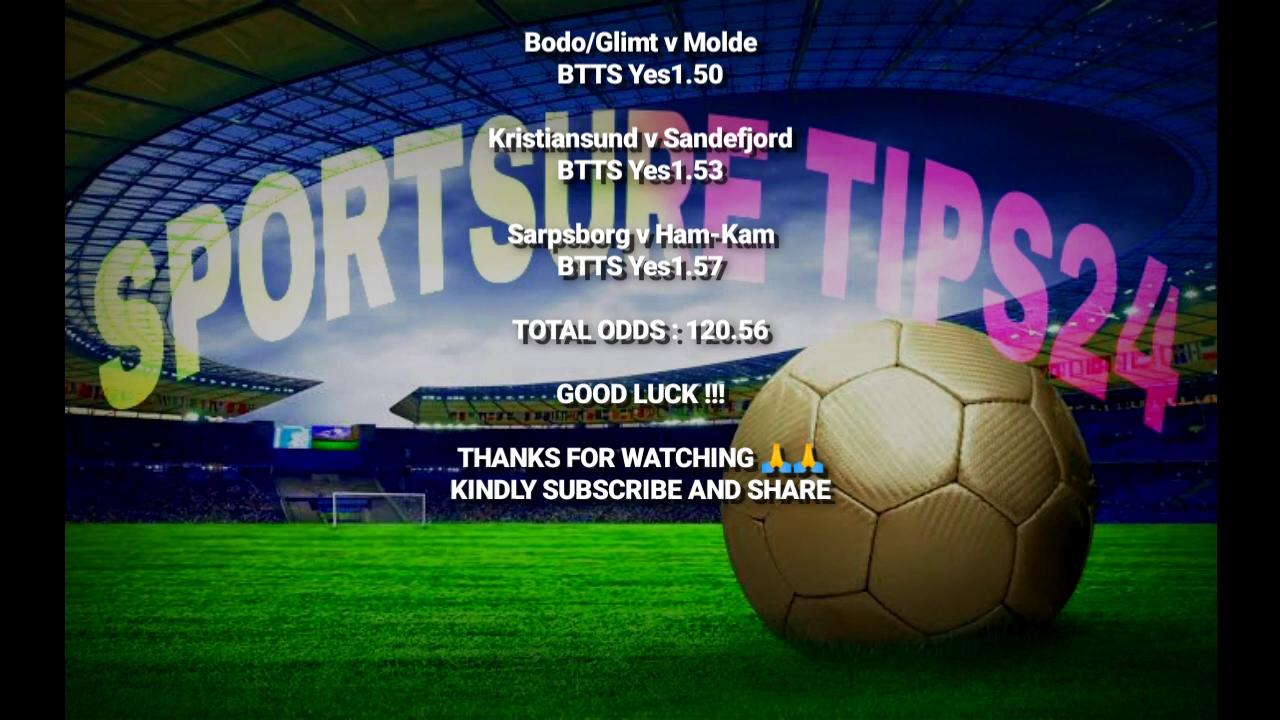 Bodo/Glimt v Molde
BTTS Yes1.50
Kristiansund v Sandefjord
BTTS Yes1.53
SPORTSURE TIPS24
Sarpsborg v Ham-Kam
BTTS Yes1.57
TOTAL ODDS : 120.56
GOOD LUCK !!!
THANKS FOR WATCHING 🙏🙏
KINDLY SUBSCRIBE AND SHARE